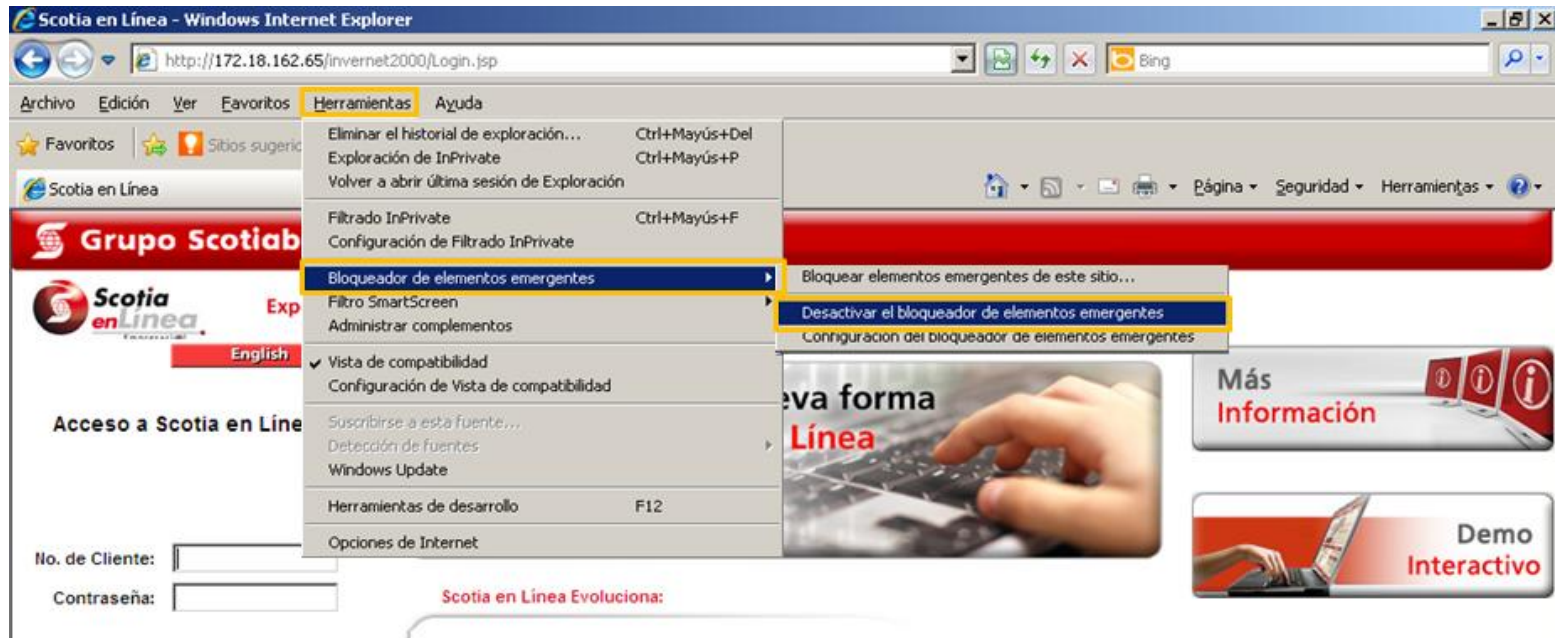 Scotia en Línea - Windows Internet Explorer
http://172.18.162.65/invernet2000/Login.jsp
Bing
Archivo Edición Ver Favoritos Herramientas Ayuda
Favoritos Sitios sugeric
Scotia en Línea
Página Seguridad Herramientas
Eliminar el historial de exploración... Ctrl+Mayús+Del
Exploración de InPrivate Ctrl+Mayús+P
Volver a abrir última sesión de Exploración
Filtrado InPrivate Ctrl+Mayús+F
Configuración de Filtrado InPrivate
Bloqueador de elementos emergentes
Filtro SmartScreen
Administrar complementos
Vista de compatibilidad
Configuración de Vista de compatibilidad
Suscribirse a esta fuente...
Detección de fuentes
Windows Update
Herramientas de desarrollo F12
Opciones de Internet
Bloquear elementos emergentes de este sitio...
Desactivar el bloqueador de elementos emergentes
Configuración del bloqueador de elementos emergentes
Grupo Scotiab
Scotia
enLínea
Exp
English
Acceso a Scotia en Líne
eva forma
Línea
Más
Información
Demo
Interactivo
No. de Cliente:
Contraseña:
Scotia en Línea Evoluciona: